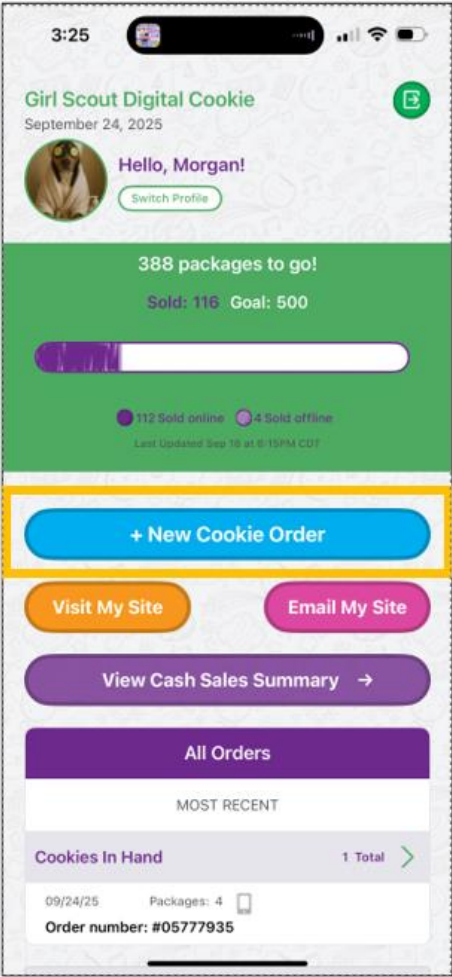 3:25
Girl Scout Digital Cookie
September 24, 2025
Hello, Morgan!
Switch Profile
388 packages to go!
Sold: 116 Goal: 500
112 Sold online 4 Sold offline
Last Updated Sep 18 at 6:15PM CDT
+ New Cookie Order
Visit My Site Email My Site
View Cash Sales Summary →
All Orders
MOST RECENT
Cookies In Hand 1 Total
09/24/25 Packages: 4
Order number: #05777935